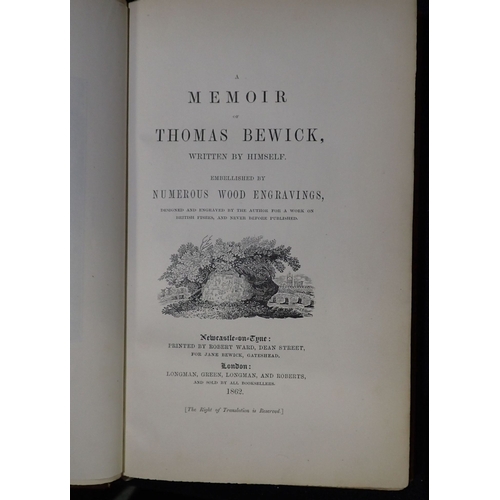 A
MEMOIR
OF
THOMAS BEWICK,
WRITTEN BY HIMSELF.
EMBELLISHED BY
NUMEROUS WOOD ENGRAVINGS,
DESIGNED AND ENGRAVED BY THE AUTHOR FOR A WORK ON
BRITISH FISHES, AND NEVER BEFORE PUBLISHED.
Newcastle-on-Tyne:
PRINTED BY ROBERT WARD, DEAN STREET,
FOR JANE BEWICK, GATESHEAD.
London:
LONGMAN, GREEN, LONGMAN, AND ROBERTS,
AND SOLD BY ALL BOOKSELLERS.
1862.
[The Right of Translation is Reserved.]